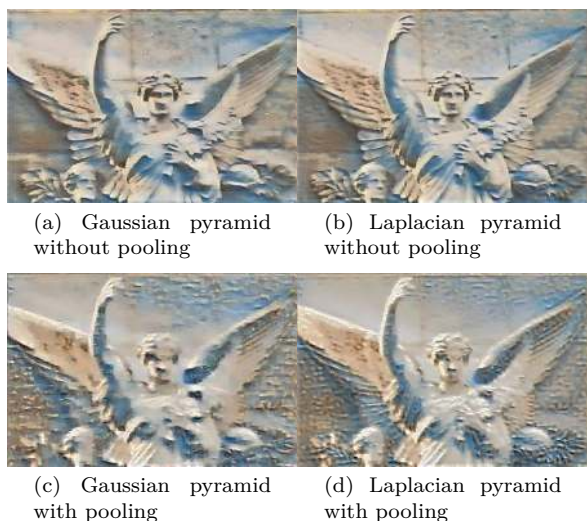 (a) Gaussian pyramid
without pooling
(b) Laplacian pyramid
without pooling
(c) Gaussian pyramid
with pooling
(d) Laplacian pyramid
with pooling